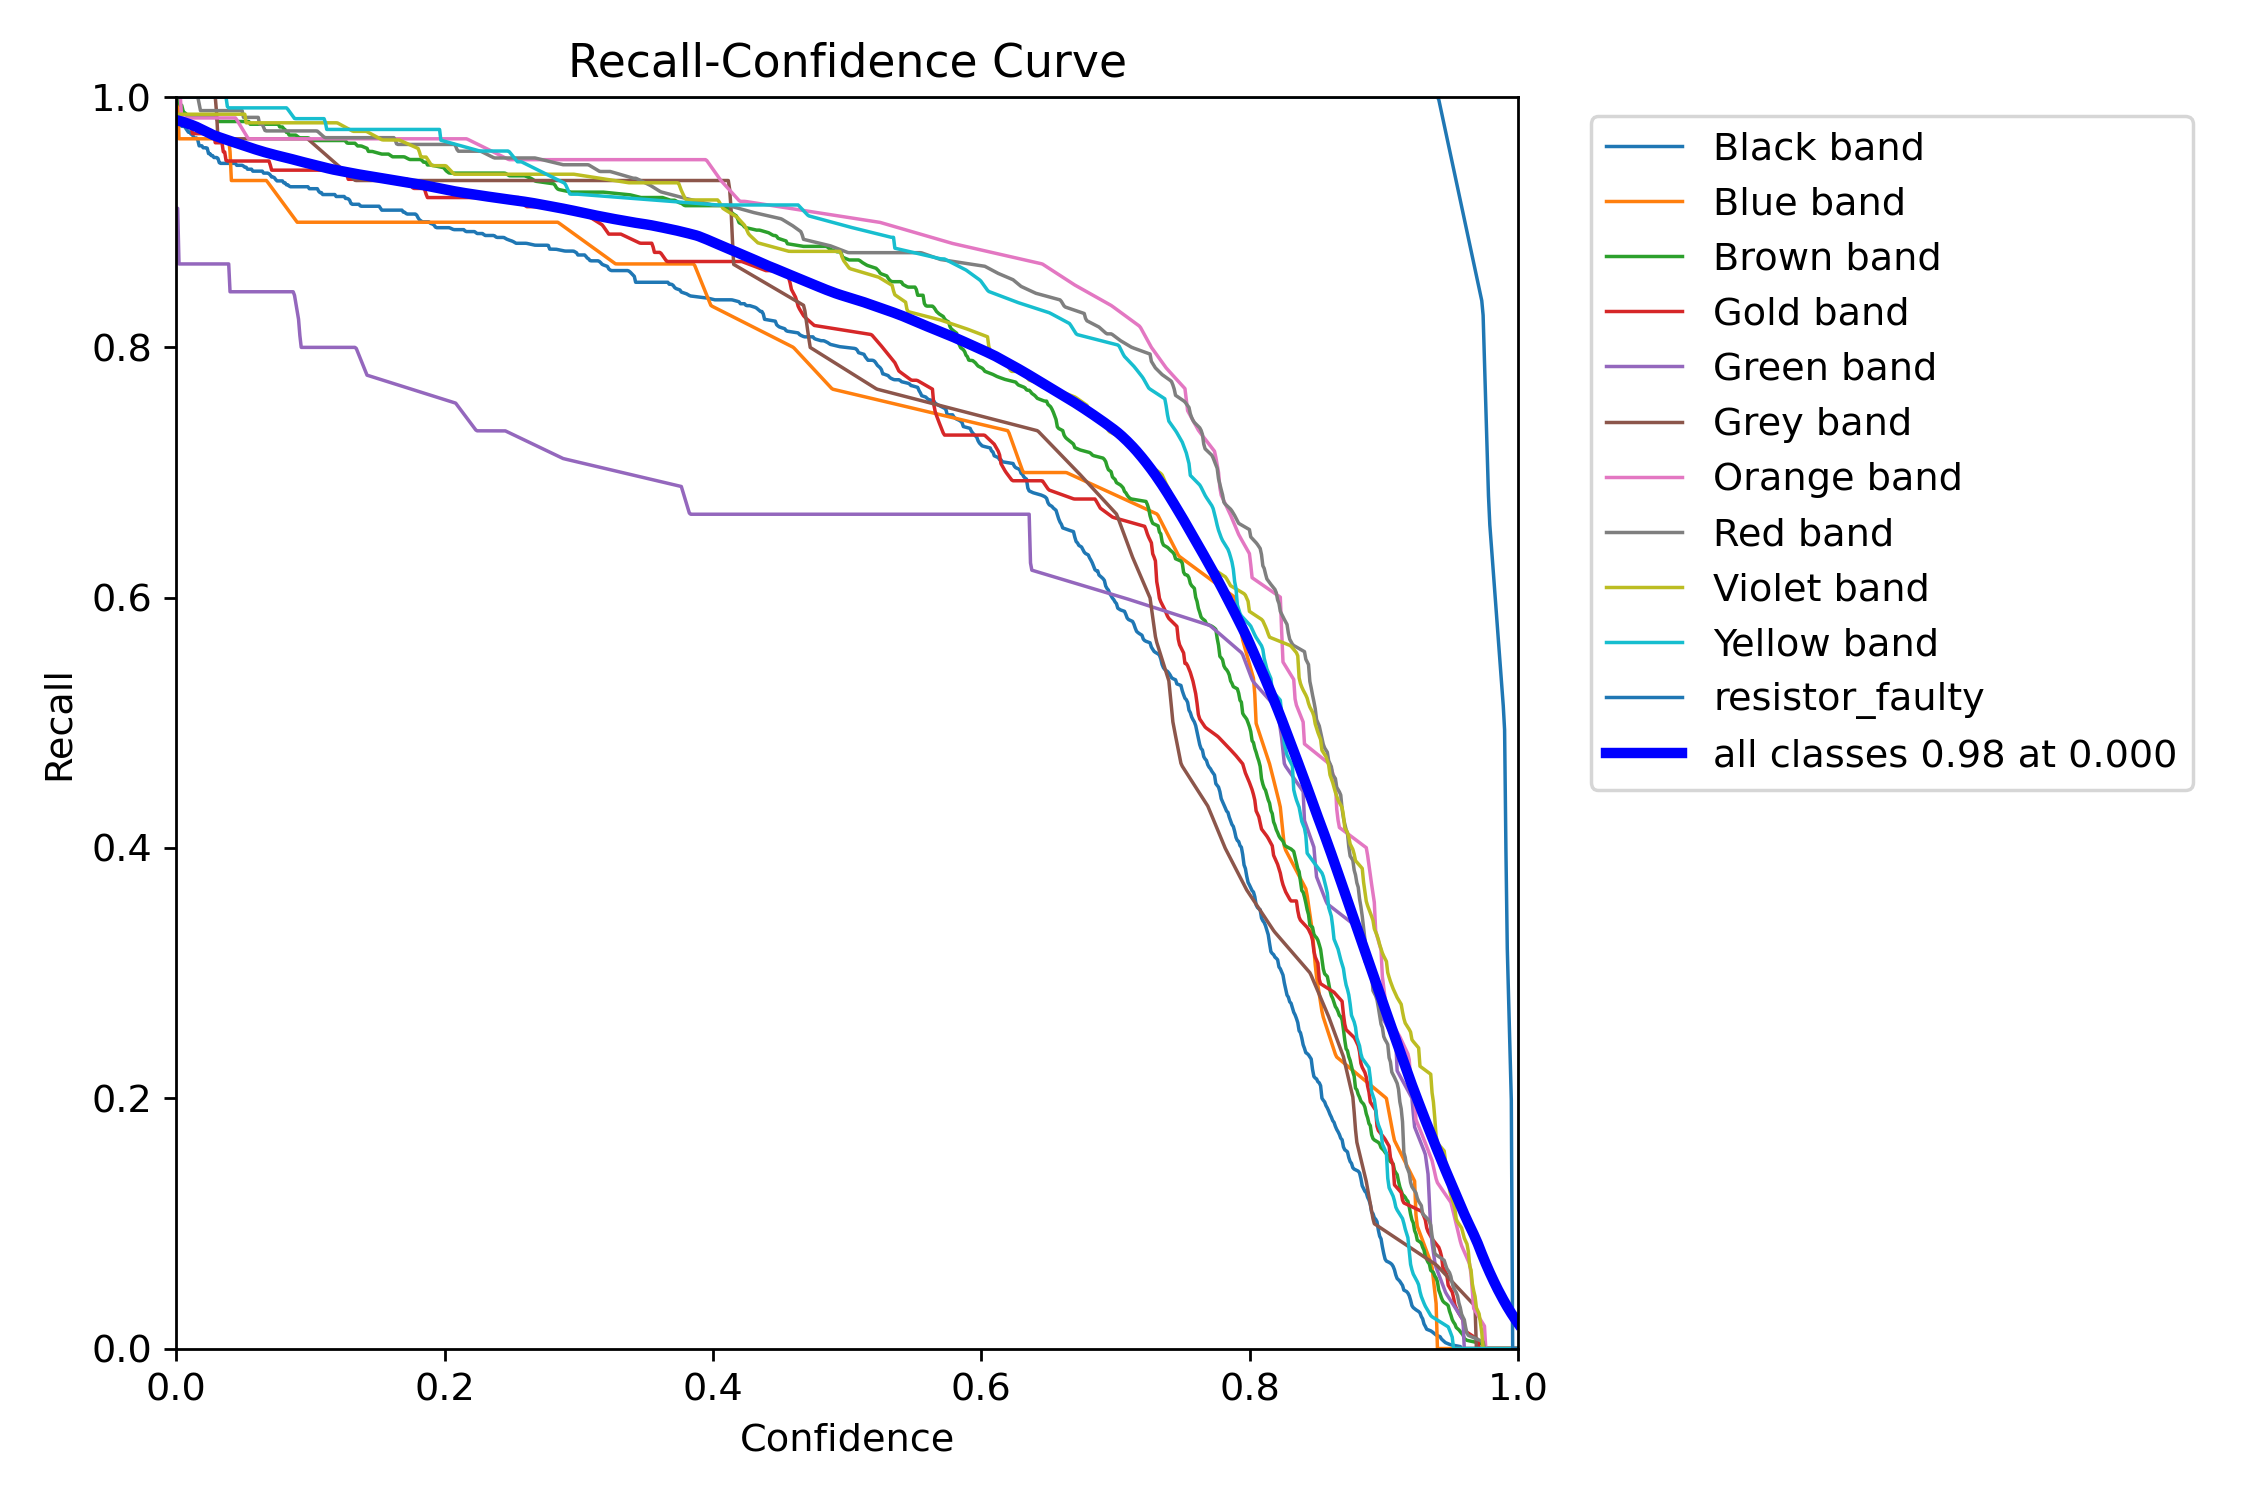 Recall-Confidence Curve
1.0
0.8
0.6
0.4
0.2
0.0
Recall
0.0 0.2 0.4 0.6 0.8 1.0
Confidence
Black band
Blue band
Brown band
Gold band
Green band
Grey band
Orange band
Red band
Violet band
Yellow band
resistor_faulty
all classes 0.98 at 0.000